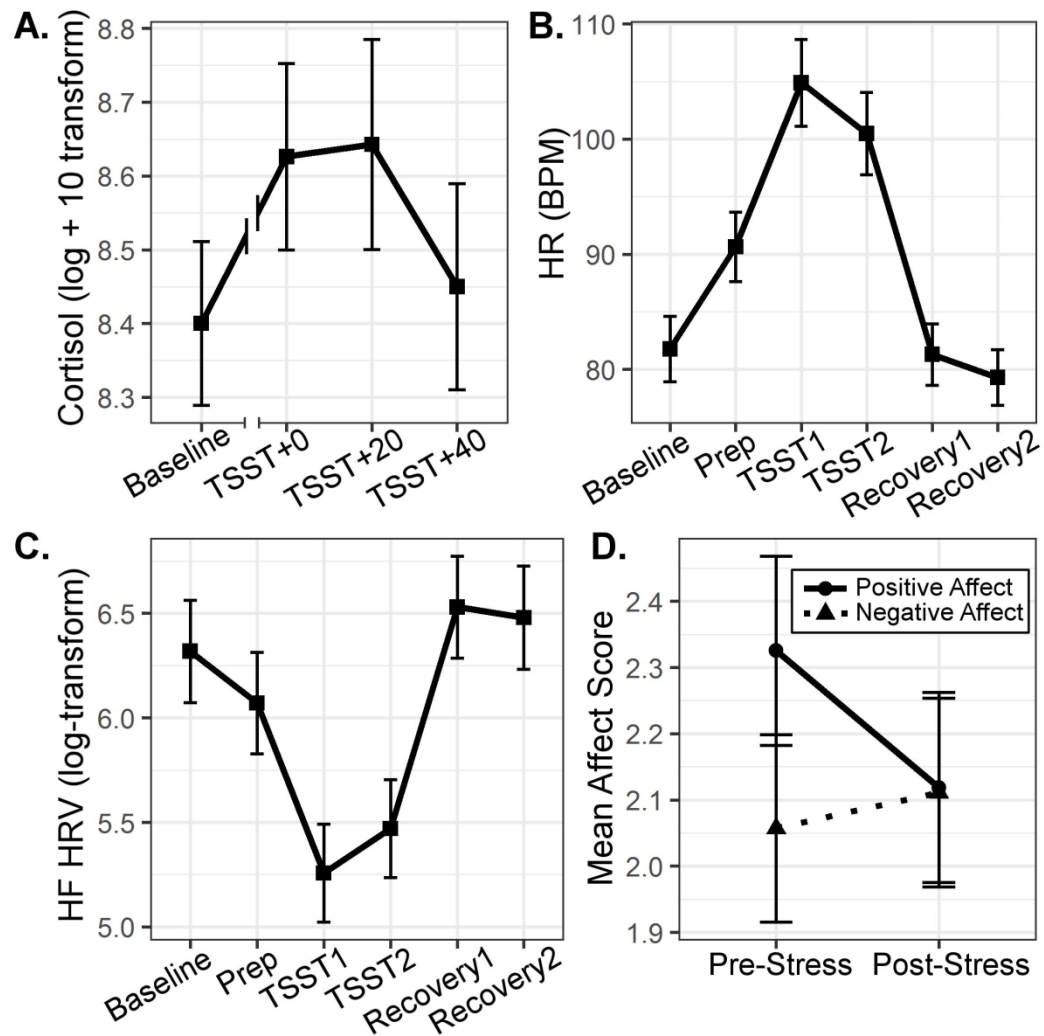 A.
Cortisol (log + 10 transform)
8.8
8.7
8.6
8.5
8.4
8.3
Baseline
TSST+0
TSST+20
TSST+40
B.
HR (BPM)
110
100
90
80
Baseline
Prep
TSST1
TSST2
Recovery1
Recovery2
C.
HF HRV (log-transform)
6.5
6.0
5.5
5.0
Baseline
Prep
TSST1
TSST2
Recovery1
Recovery2
D.
Mean Affect Score
2.4
2.3
2.2
2.1
2.0
1.9
Positive Affect
Negative Affect
Pre-Stress
Post-Stress